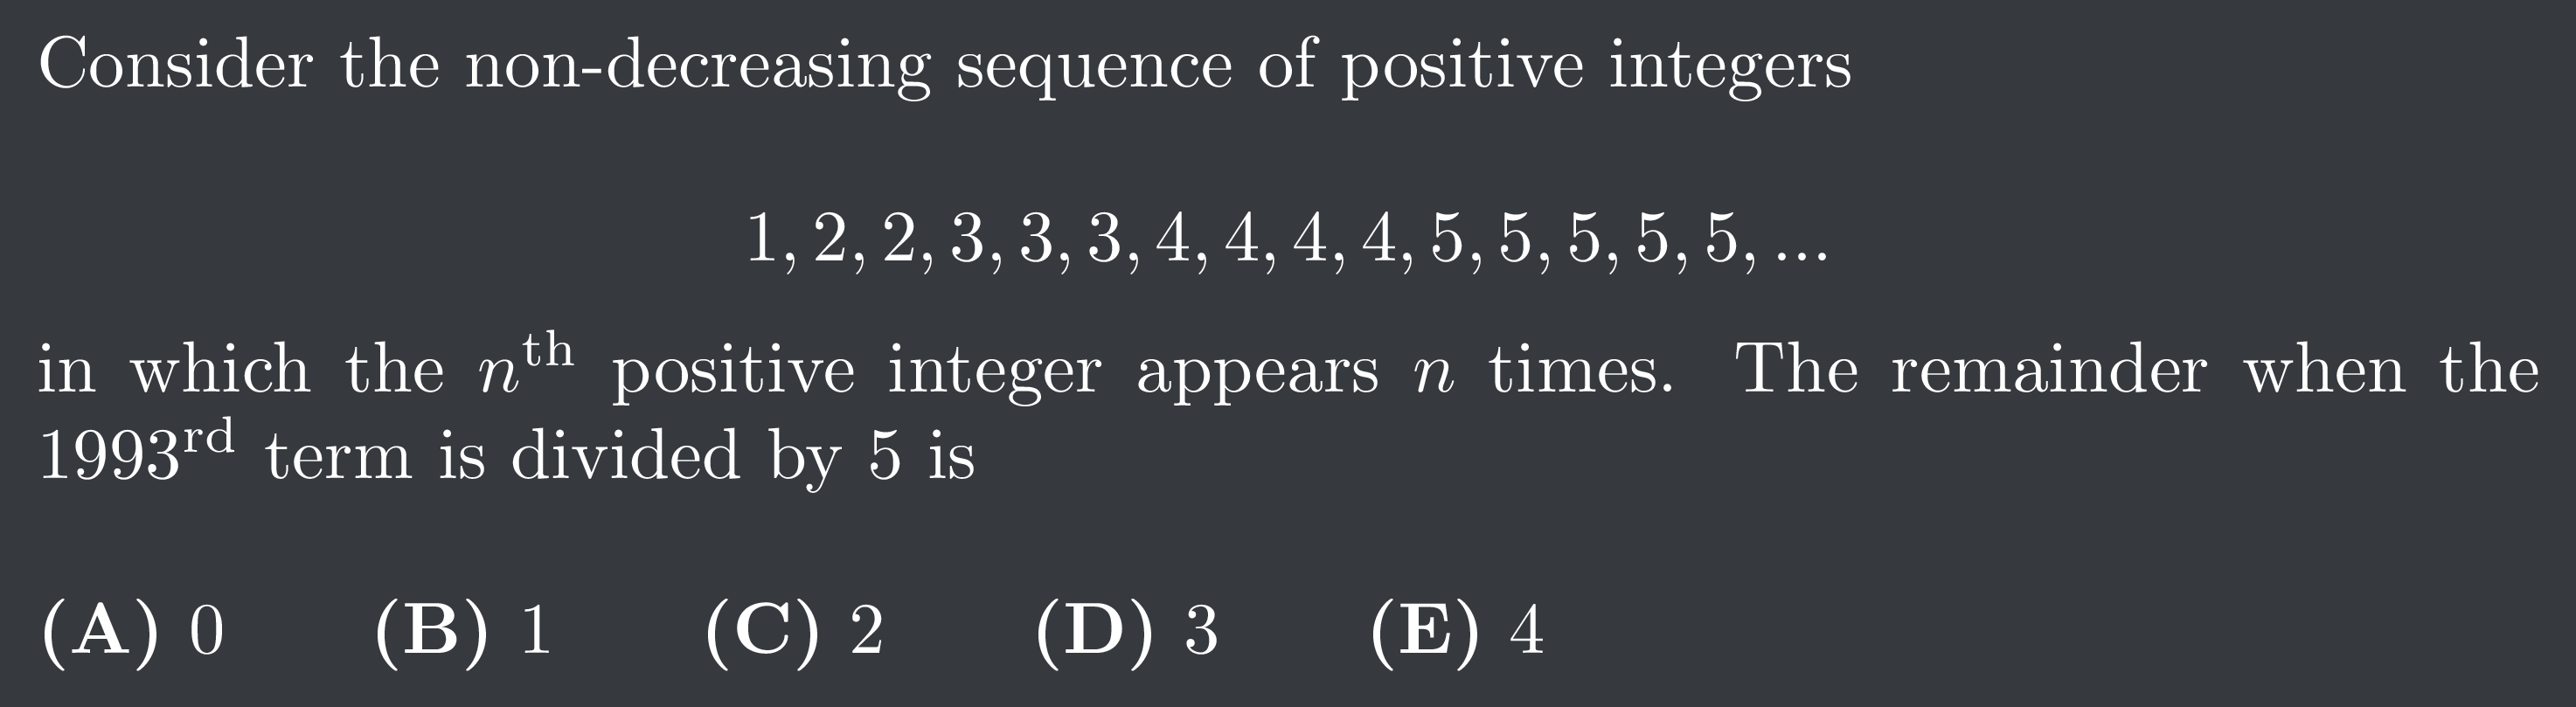 Consider the non-decreasing sequence of positive integers
1, 2, 2, 3, 3, 3, 4, 4, 4, 4, 5, 5, 5, 5, 5, ...
in which the nᵗʰ positive integer appears n times. The remainder when the
1993ʳᵈ term is divided by 5 is
(A) 0 (B) 1 (C) 2 (D) 3 (E) 4